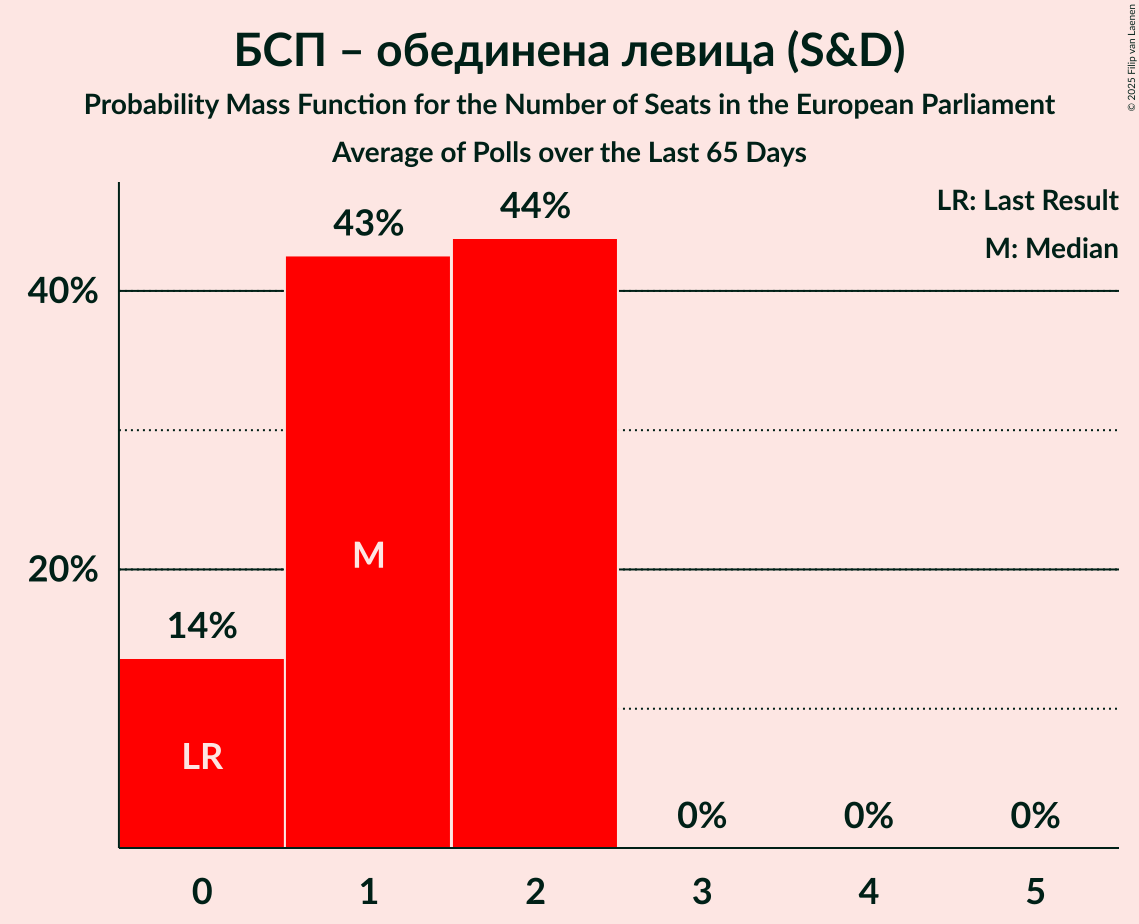 БСП – обединена левица (S&D)
Probability Mass Function for the Number of Seats in the European Parliament
Average of Polls over the Last 65 Days
© 2025 Filip van Laenen
LR: Last Result
M: Median
44%
43%
40%
M
20%
14%
LR
0% 0% 0%
0 1 2 3 4 5